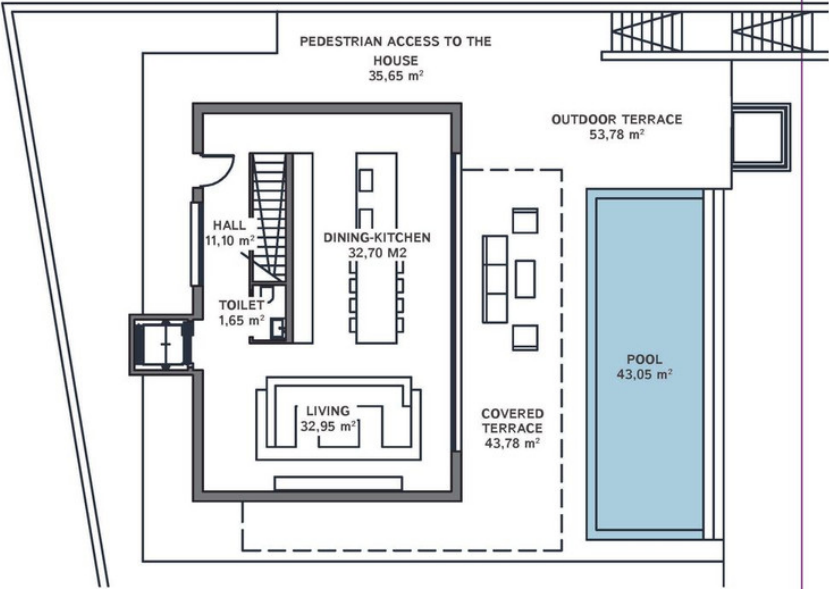 PEDESTRIAN ACCESS TO THE
HOUSE
35,65 m²
OUTDOOR TERRACE
53,78 m²
HALL
11,10 m²
DINING-KITCHEN
32,70 M2
TOILET
1,65 m²
POOL
43,05 m²
LIVING
32,95 m²
COVERED
TERRACE
43,78 m²